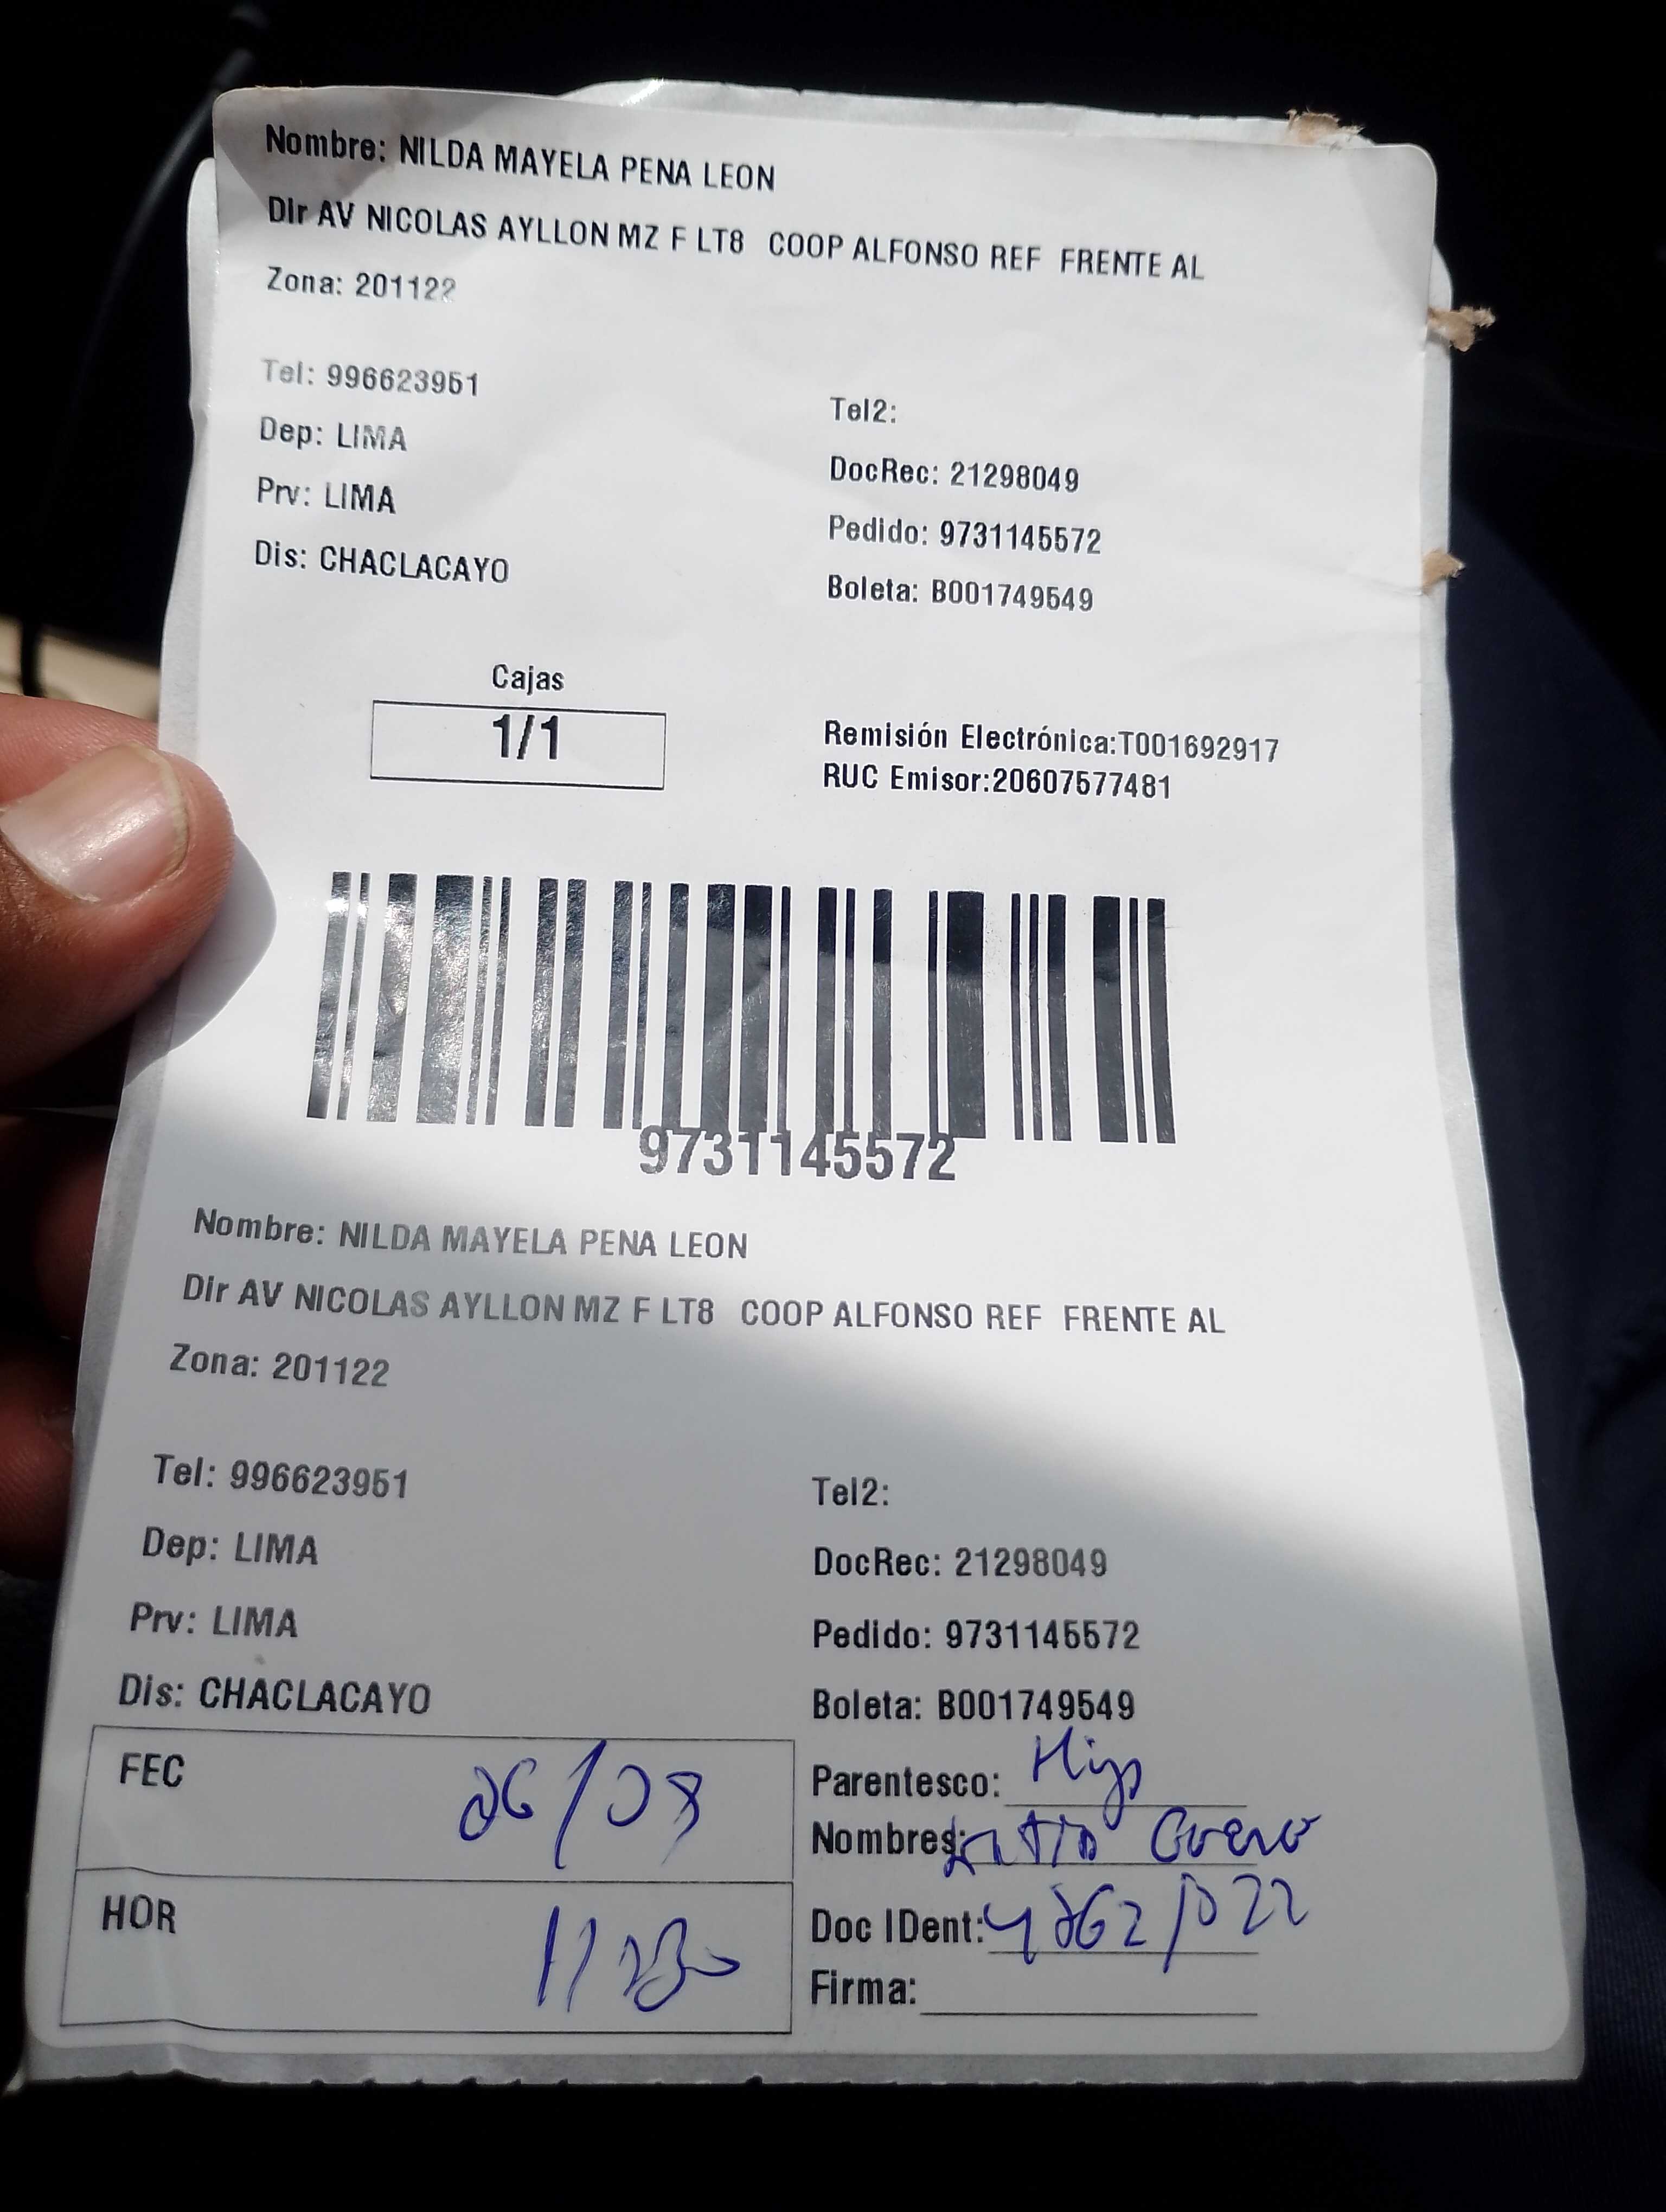 Nombre: NILDA MAYELA PENA LEON
Dir AV NICOLAS AYLLON MZ F LT8 COOP ALFONSO REF FRENTE AL
Zona: 201122
Tel: 996623951
Tel2:
Dep: LIMA
DocRec: 21298049
Prv: LIMA
Pedido: 9731145572
Dis: CHACLACAYO
Boleta: B001749549
Cajas
1/1
Remisión Electrónica:T001692917
RUC Emisor:20607577481
9731145572
Nombre: NILDA MAYELA PENA LEON
Dir AV NICOLAS AYLLON MZ F LT8 COOP ALFONSO REF FRENTE AL
Zona: 201122
Tel: 996623951
Tel2:
Dep: LIMA
DocRec: 21298049
Prv: LIMA
Pedido: 9731145572
Dis: CHACLACAYO
Boleta: B001749549
FEC
Parentesco: Hijo
Nombres:
HOR
Doc IDent:
Firma: